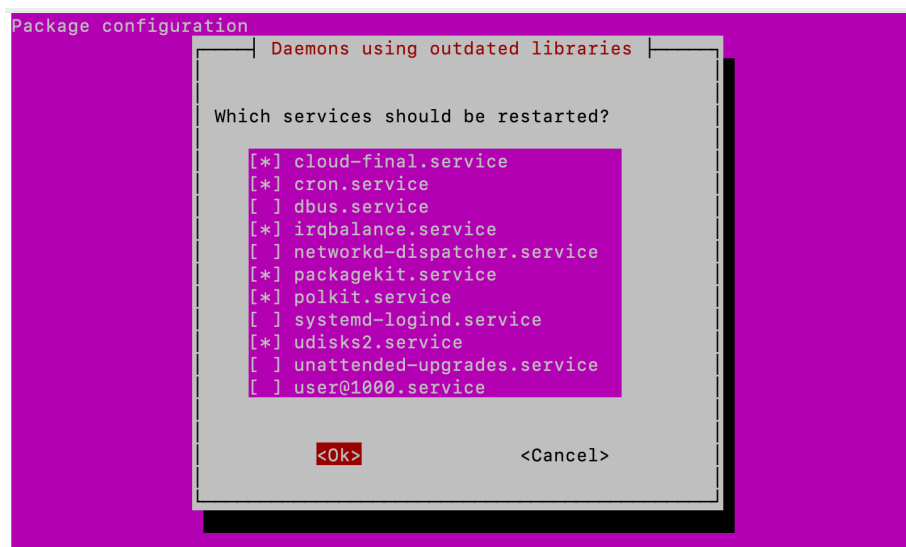 Package configuration
Daemons using outdated libraries
Which services should be restarted?
[*] cloud-final.service
[*] cron.service
[ ] dbus.service
[*] irqbalance.service
[ ] networkd-dispatcher.service
[*] packagekit.service
[*] polkit.service
[ ] systemd-logind.service
[*] udisks2.service
[ ] unattended-upgrades.service
[ ] user@1000.service
<Ok> <Cancel>